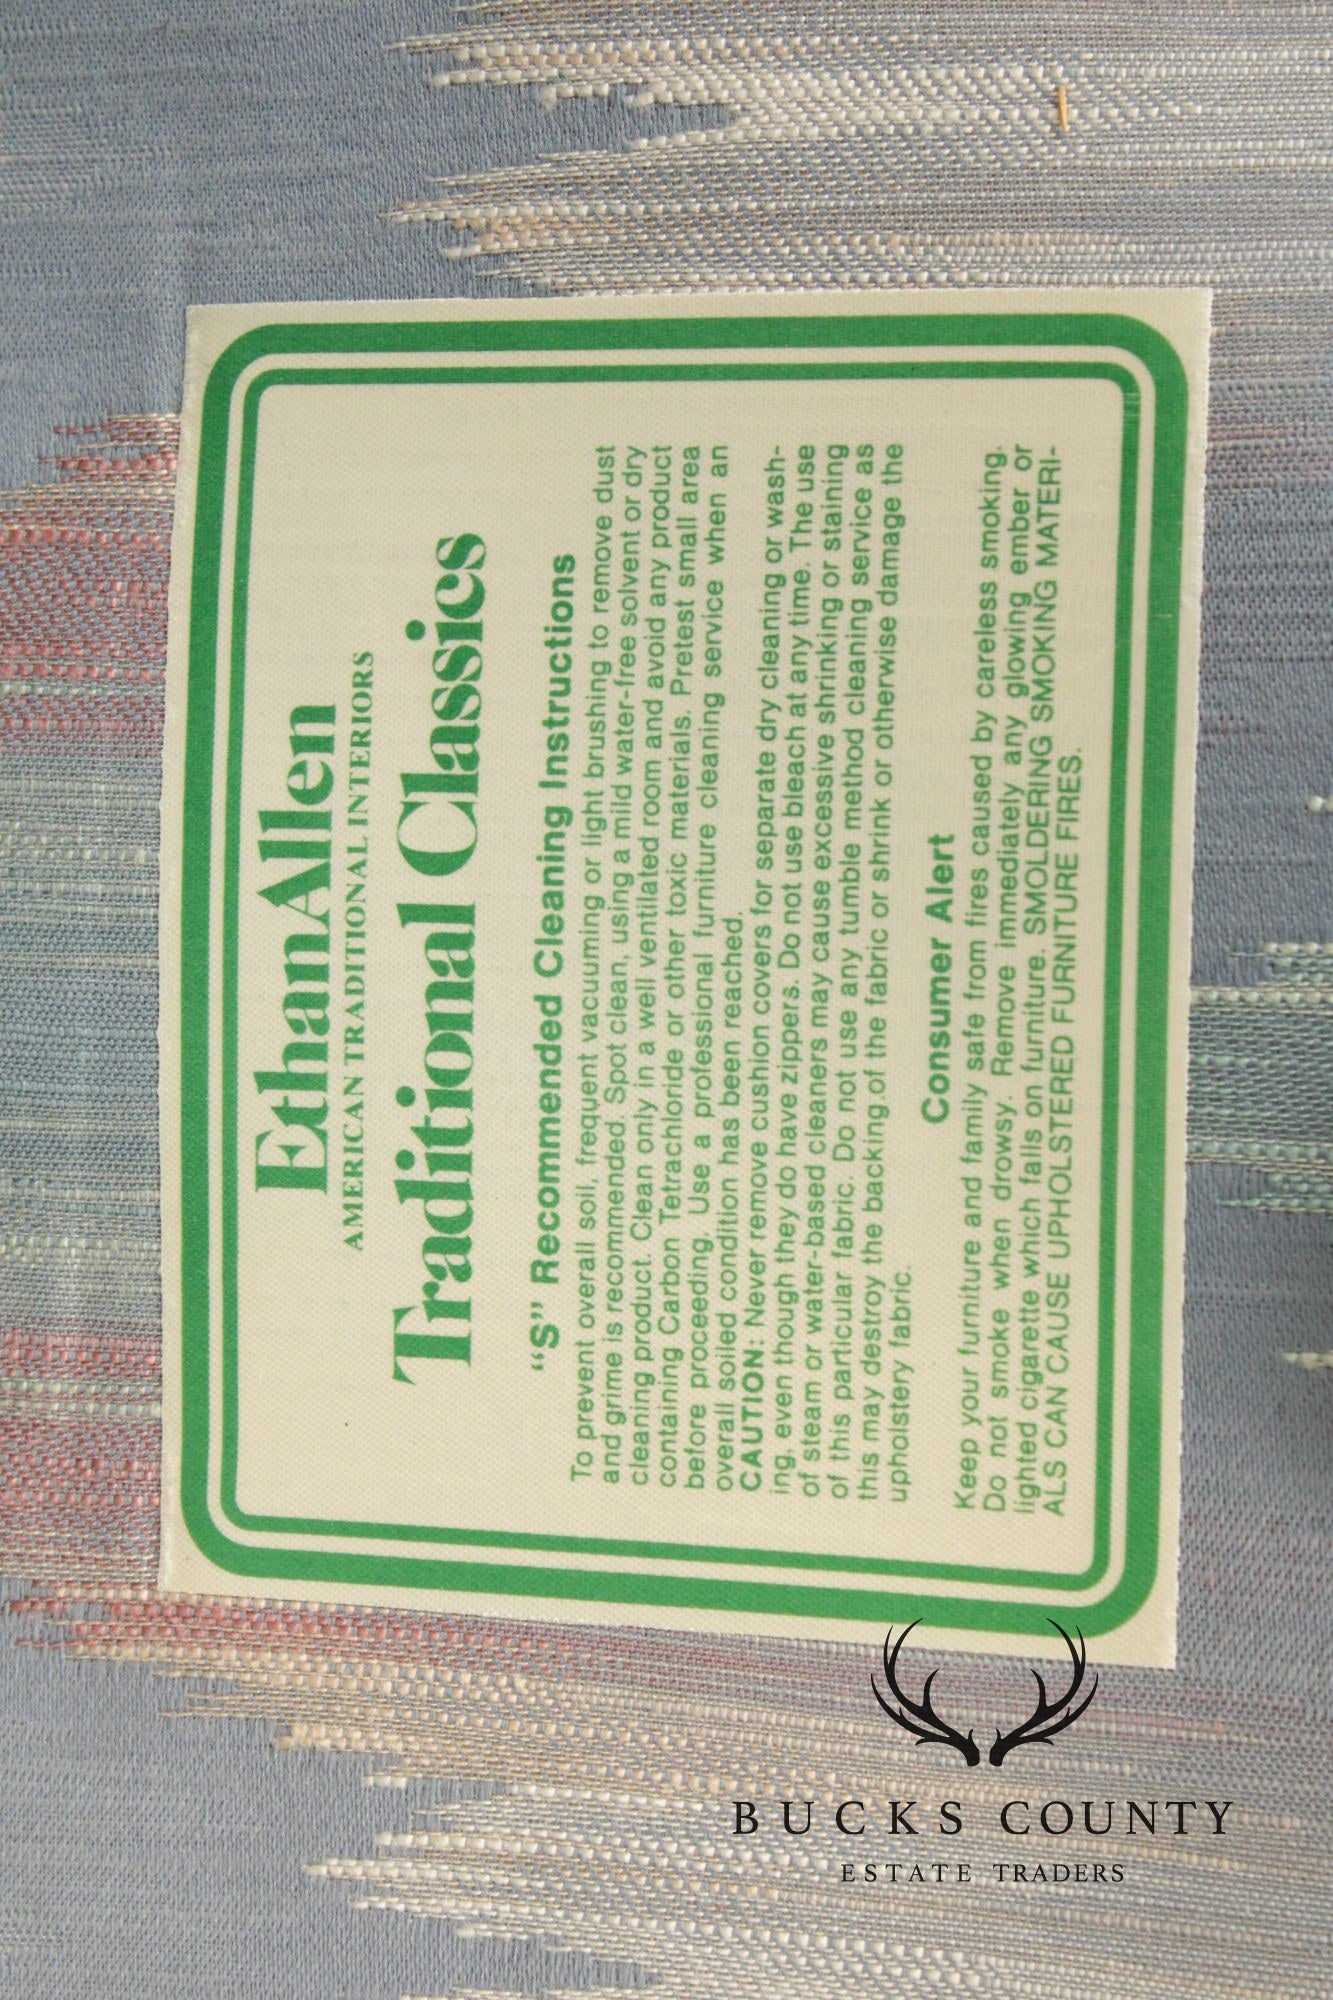 EthanAllen
AMERICAN TRADITIONAL INTERIORS
Traditional Classics
“S” Recommended Cleaning Instructions
To prevent overall soil, frequent vacuuming or light brushing to remove dust
and grime is recommended. Spot clean, using a mild water-free solvent or dry
cleaning product. Clean only in a well ventilated room and avoid any product
containing Carbon Tetrachloride or other toxic materials. Pretest small area
before proceeding. Use a professional furniture cleaning service when an
overall soiled condition has been reached.
CAUTION: Never remove cushion covers for separate dry cleaning or wash-
ing, even though they do have zippers. Do not use bleach at any time. The use
of steam or water-based cleaners may cause excessive shrinking or staining
of this particular fabric. Do not use any tumble method cleaning service as
this may destroy the backing of the fabric or shrink or otherwise damage the
upholstery fabric.
Consumer Alert
Keep your furniture and family safe from fires caused by careless smoking.
Do not smoke when drowsy. Remove immediately any glowing ember or
lighted cigarette which falls on furniture. SMOLDERING SMOKING MATERI-
ALS CAN CAUSE UPHOLSTERED FURNITURE FIRES.
BUCKS COUNTY
ESTATE TRADERS